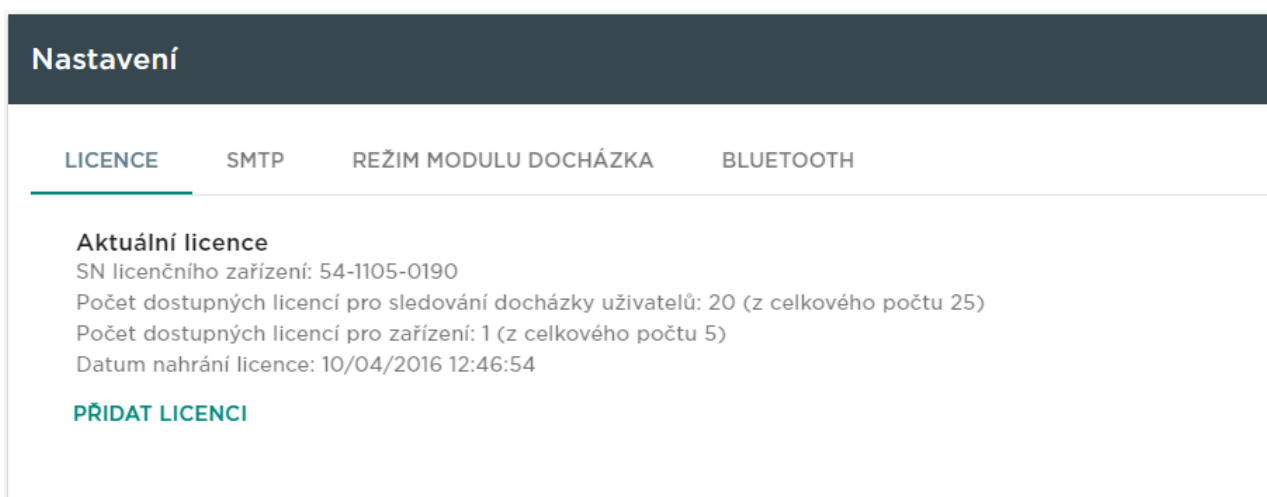 Nastavení
LICENCE SMTP REŽIM MODULU DOCHÁZKA BLUETOOTH
Aktuální licence
SN licenčního zařízení: 54-1105-0190
Počet dostupných licencí pro sledování docházky uživatelů: 20 (z celkového počtu 25)
Počet dostupných licencí pro zařízení: 1 (z celkového počtu 5)
Datum nahrání licence: 10/04/2016 12:46:54
PŘIDAT LICENCI